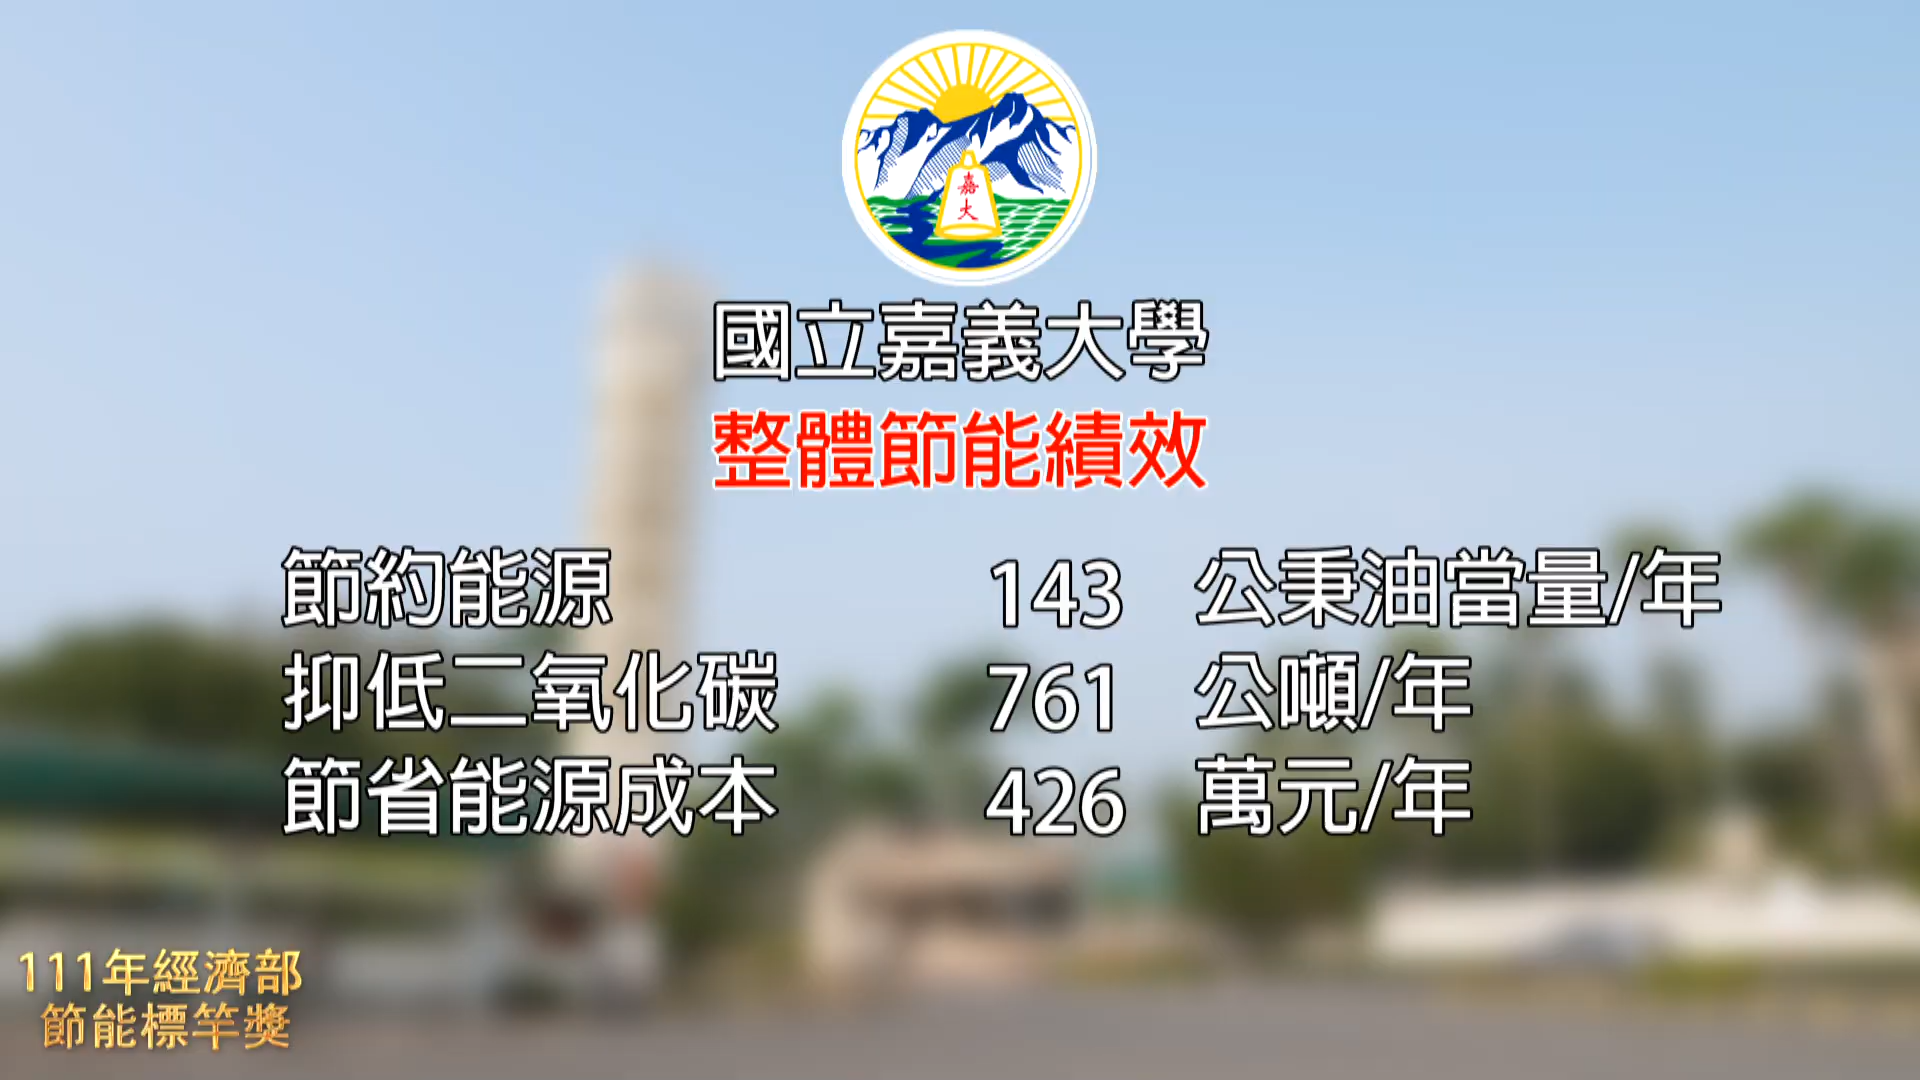 嘉
大
國立嘉義大學
整體節能績效
節約能源 143 公秉油當量/年
抑低二氧化碳 761 公噸/年
節省能源成本 426 萬元/年
111年經濟部
節能標竿獎